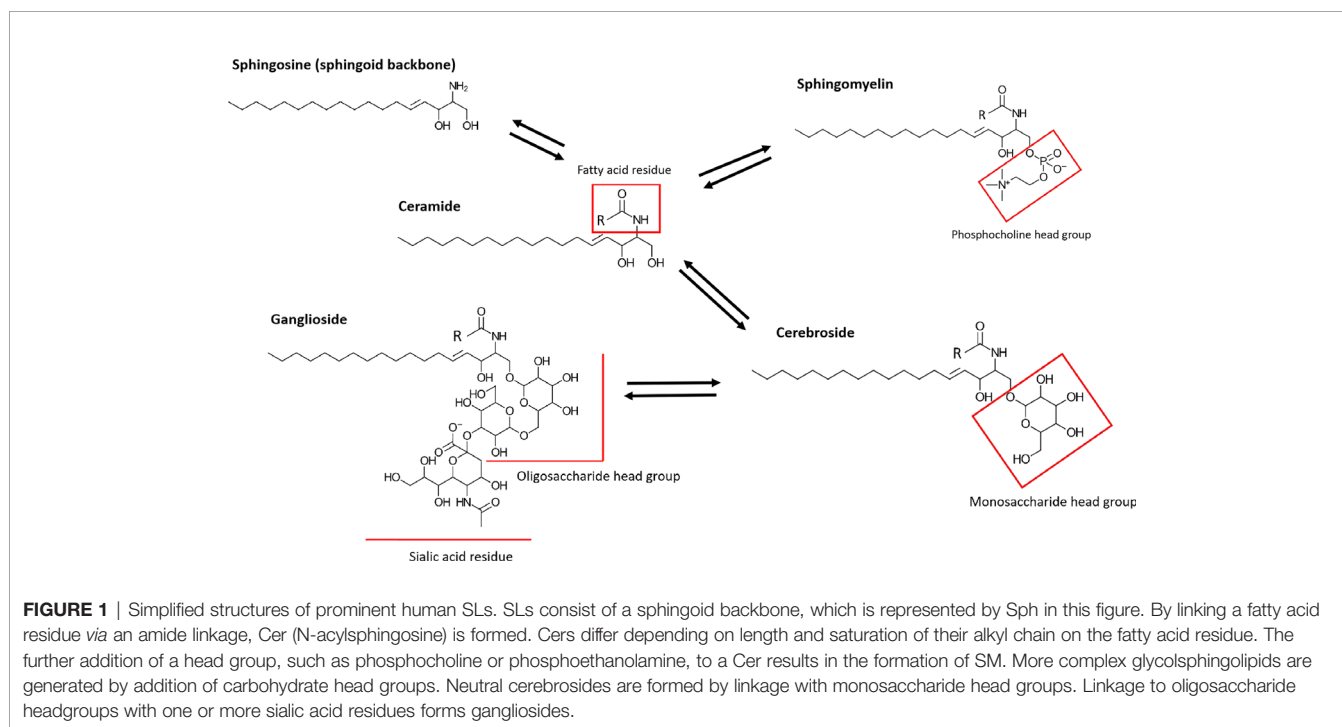 Sphingosine (sphingoid backbone)
NH2
OH OH
Sphingomyelin
O
R NH
OH O O
P
O O−
N+
Phosphocholine head group
Fatty acid residue
Ceramide
O
R NH
OH OH
Ganglioside
O
R NH
OH O OH
OH
HO O
HO O OH
O− O OH
O O
OH
OH O
HO OH
OH HN O
Oligosaccharide head group
Sialic acid residue
Cerebroside
O
R NH
OH O OH
OH
O OH
HO
Monosaccharide head group
FIGURE 1 | Simplified structures of prominent human SLs. SLs consist of a sphingoid backbone, which is represented by Sph in this figure. By linking a fatty acid
residue via an amide linkage, Cer (N-acylsphingosine) is formed. Cers differ depending on length and saturation of their alkyl chain on the fatty acid residue. The
further addition of a head group, such as phosphocholine or phosphoethanolamine, to a Cer results in the formation of SM. More complex glycolsphingolipids are
generated by addition of carbohydrate head groups. Neutral cerebrosides are formed by linkage with monosaccharide head groups. Linkage to oligosaccharide
headgroups with one or more sialic acid residues forms gangliosides.